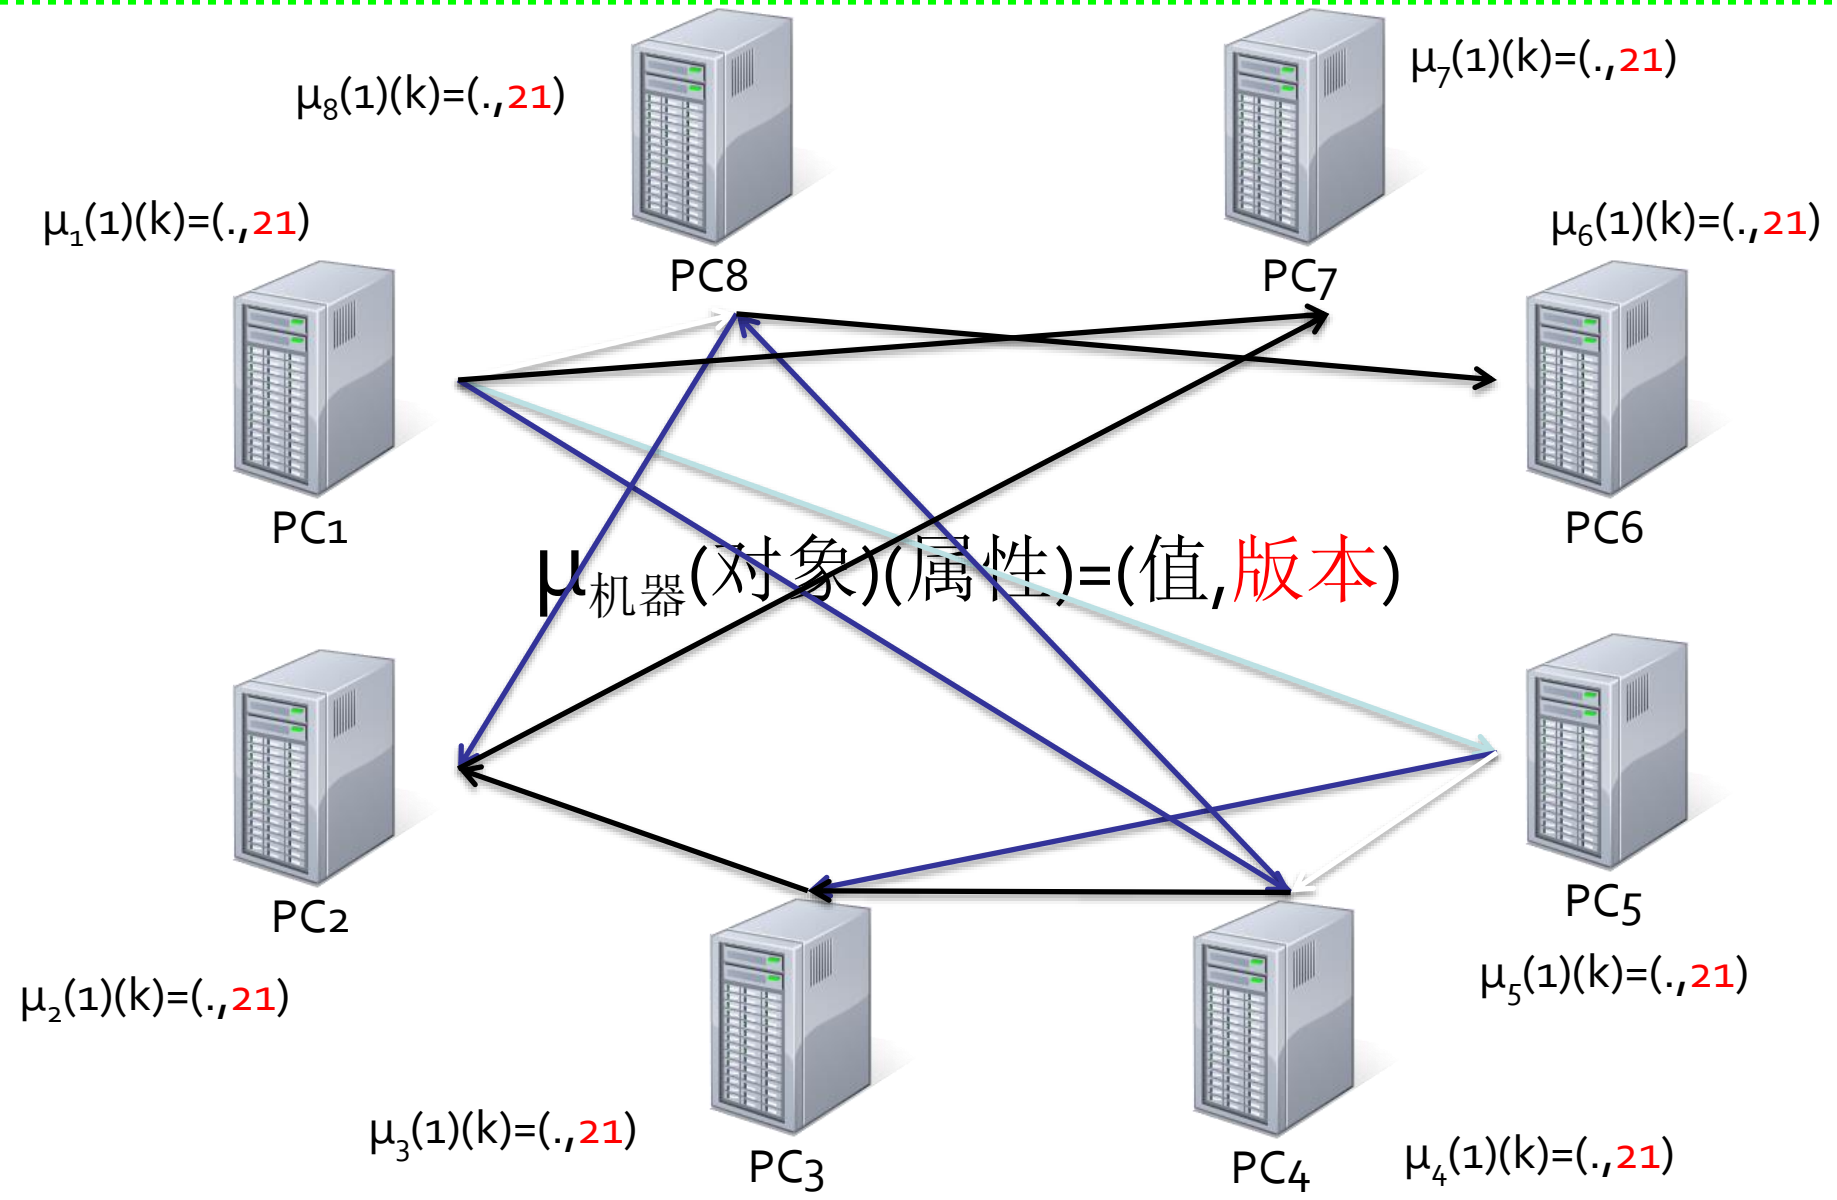 μ₇(1)(k)=(.,21)
μ₈(1)(k)=(.,21)
μ₁(1)(k)=(.,21)
μ₆(1)(k)=(.,21)
PC8
PC7
PC1
PC6
μ机器(对象)(属性)=(值,版本)
PC2
PC5
μ₅(1)(k)=(.,21)
μ₂(1)(k)=(.,21)
μ₃(1)(k)=(.,21)
PC3
PC4
μ₄(1)(k)=(.,21)